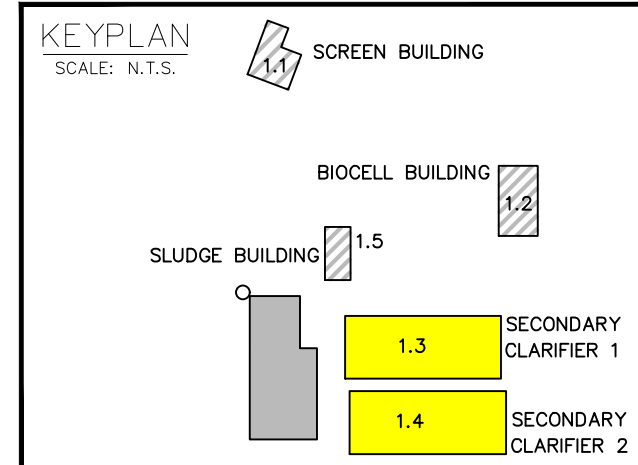 KEYPLAN
SCALE: N.T.S.
1.1
SCREEN BUILDING
BIOCELL BUILDING
1.2
1.5
SLUDGE BUILDING
1.3
SECONDARY
CLARIFIER 1
1.4
SECONDARY
CLARIFIER 2